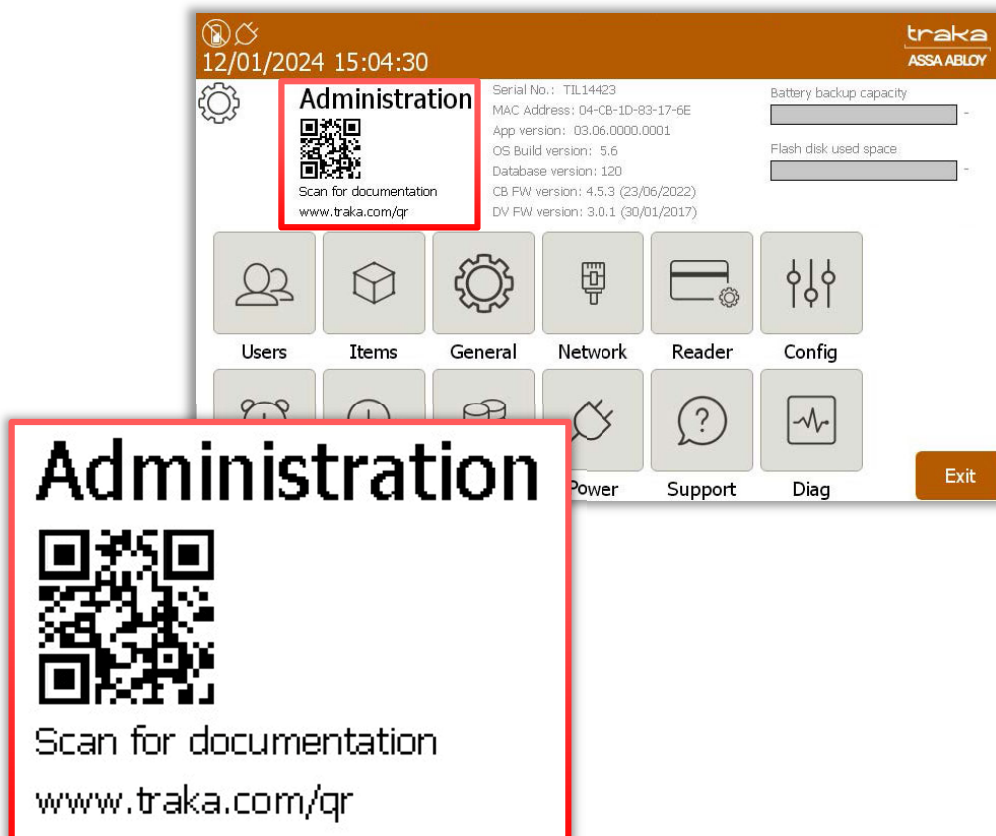 12/01/2024 15:04:30
traka
ASSA ABLOY
Administration
Scan for documentation
www.traka.com/qr
Serial No.: TIL14423
MAC Address: 04-CB-1D-83-17-6E
App version: 03.06.0000.0001
OS Build version: 5.6
Database version: 120
CB FW version: 4.5.3 (23/06/2022)
DV FW version: 3.0.1 (30/01/2017)
Battery backup capacity
-
Flash disk used space
-
Users Items General Network Reader Config
Power Support Diag
Exit
Administration
Scan for documentation
www.traka.com/qr